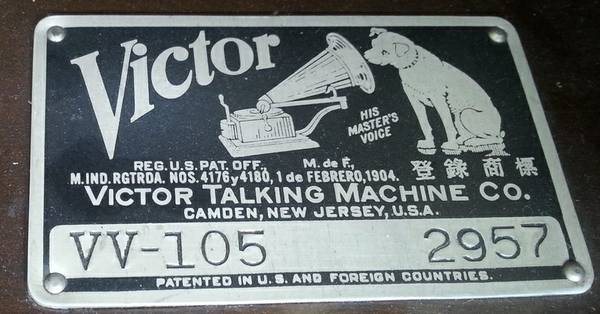 Victor
HIS
MASTER'S
VOICE
REG. U.S. PAT. OFF., M. de F.,
M. IND. RGTRDA. NOS. 4176 y 4180, 1 de FEBRERO, 1904. 登錄商標
VICTOR TALKING MACHINE CO.
CAMDEN, NEW JERSEY, U.S.A.
VV-105 2957
PATENTED IN U.S. AND FOREIGN COUNTRIES.